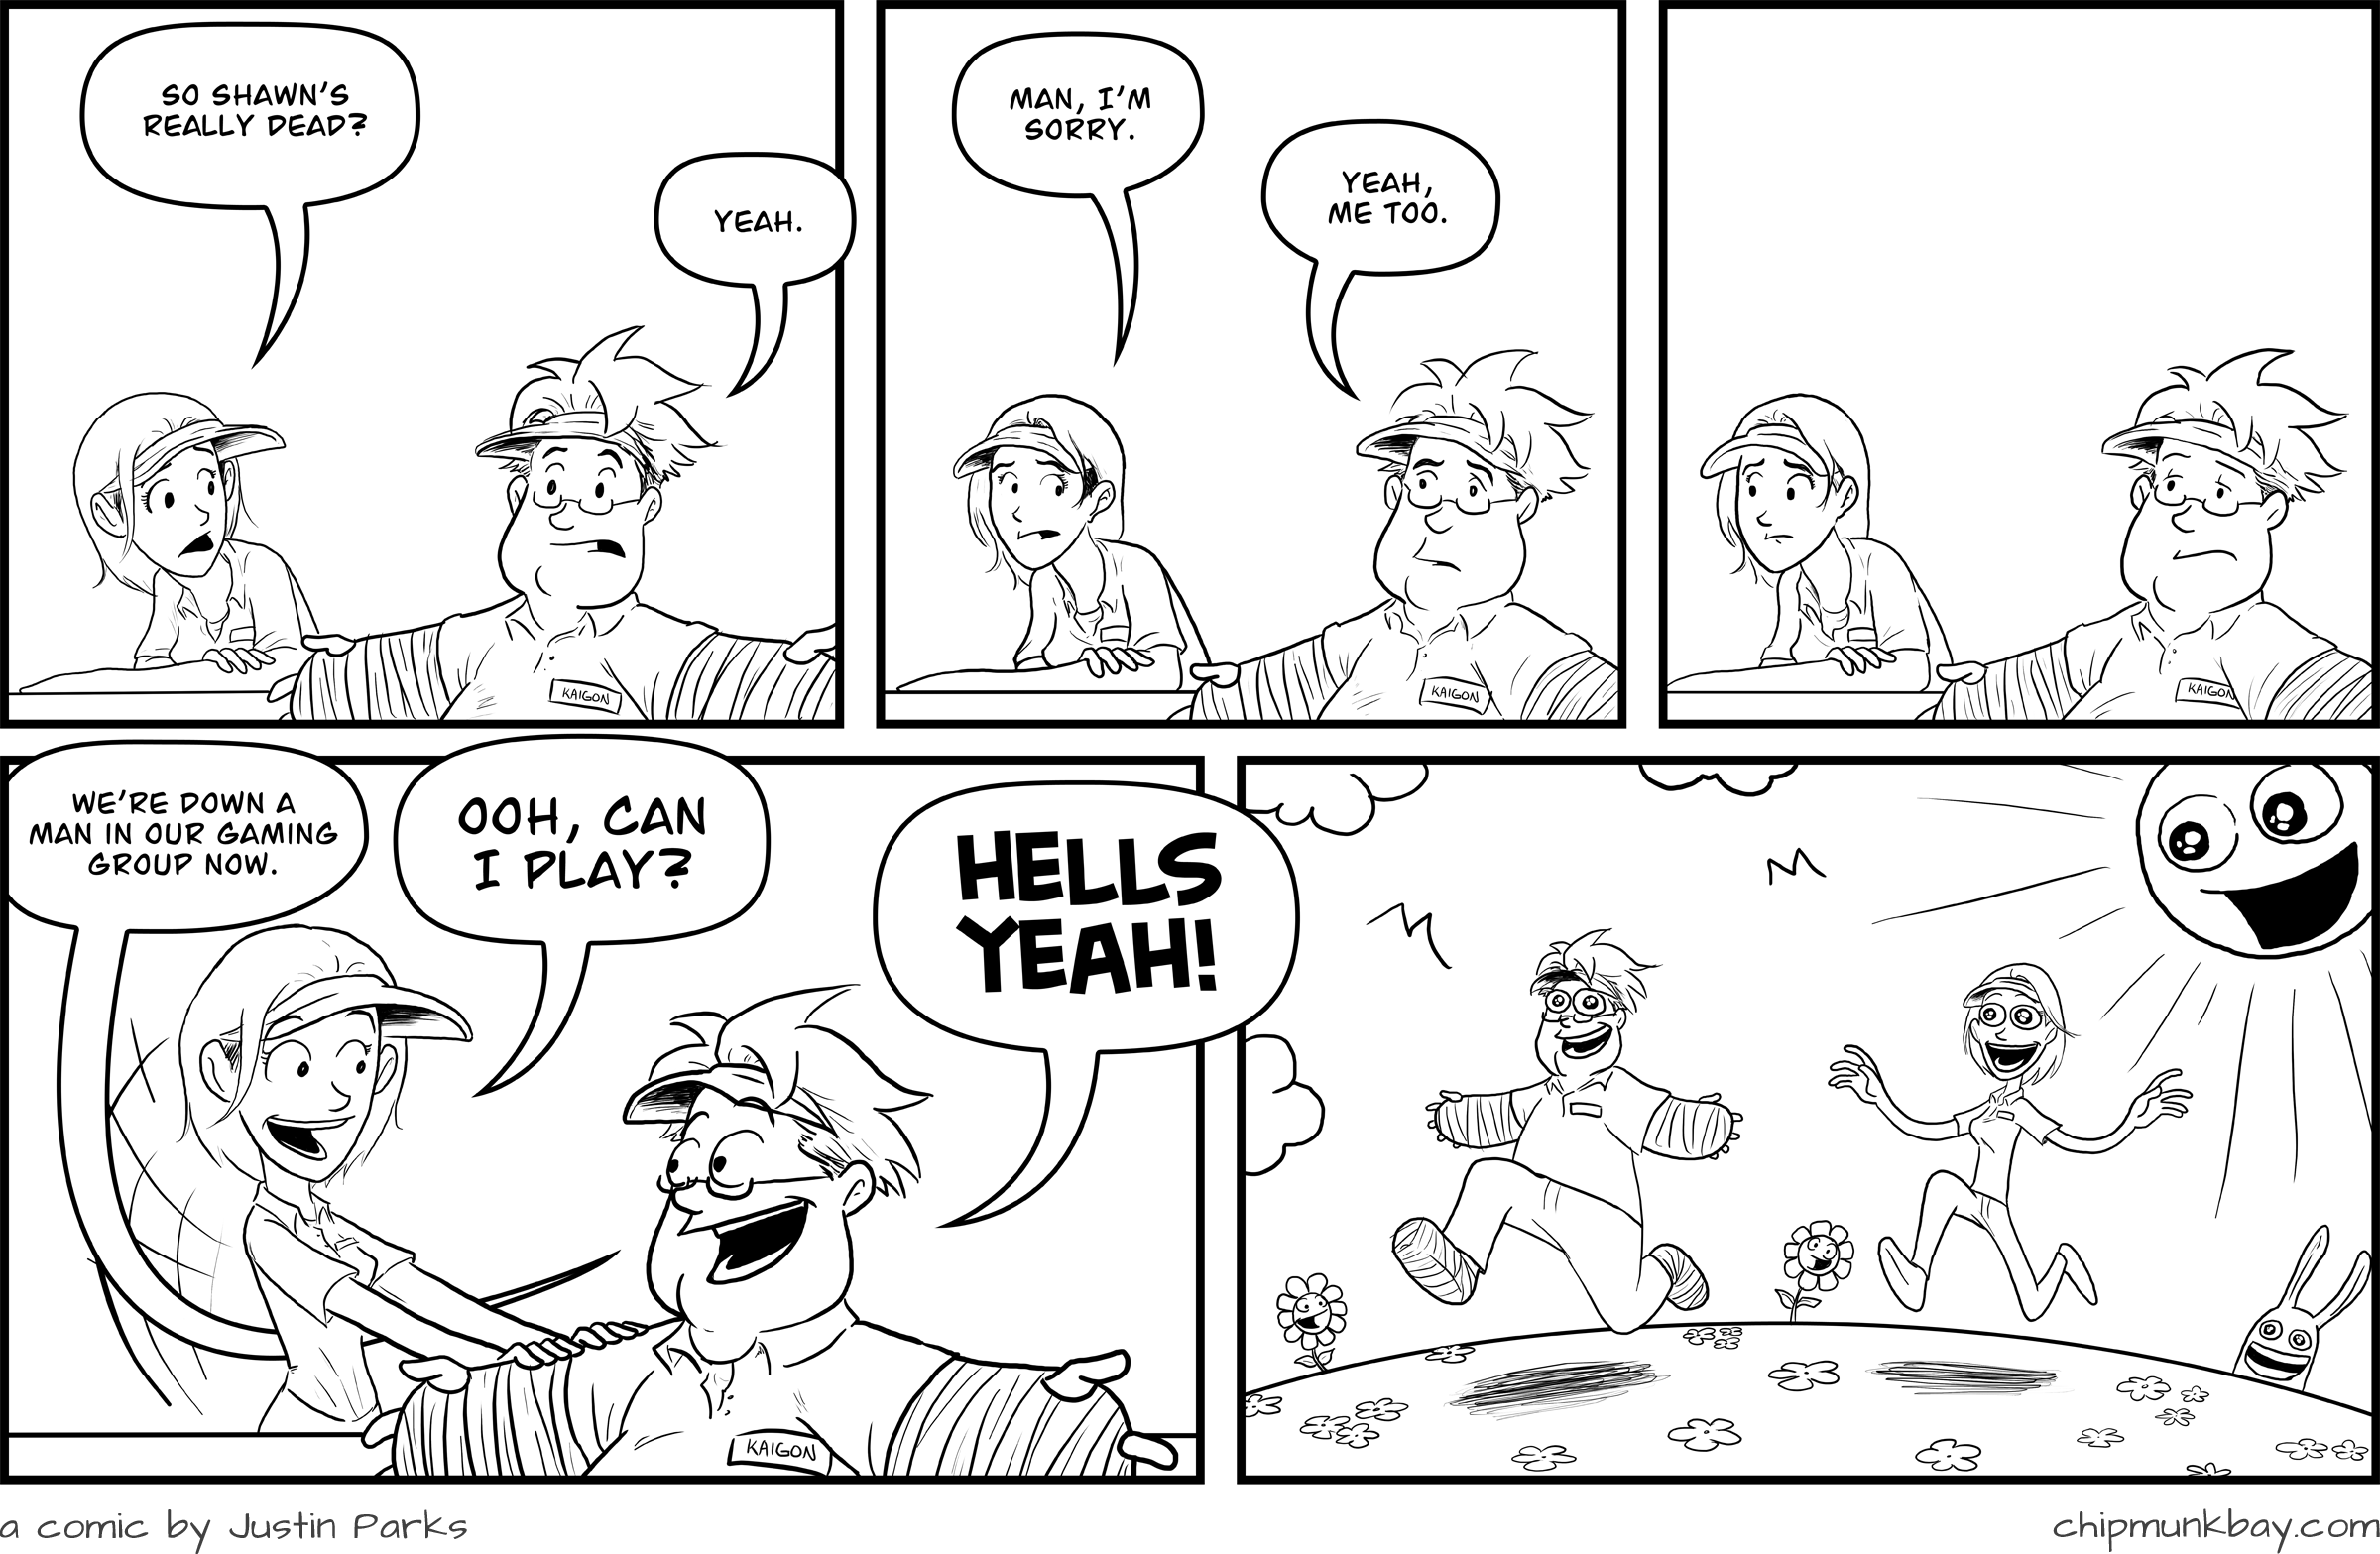 SO SHAWN'S
REALLY DEAD?
YEAH.
KAIGON
MAN, I'M
SORRY.
YEAH,
ME TOO.
KAIGON
KAIGON
WE'RE DOWN A
MAN IN OUR GAMING
GROUP NOW.
OOH, CAN
I PLAY?
HELLS
YEAH!
KAIGON
a comic by Justin Parks
chipmunkbay.com